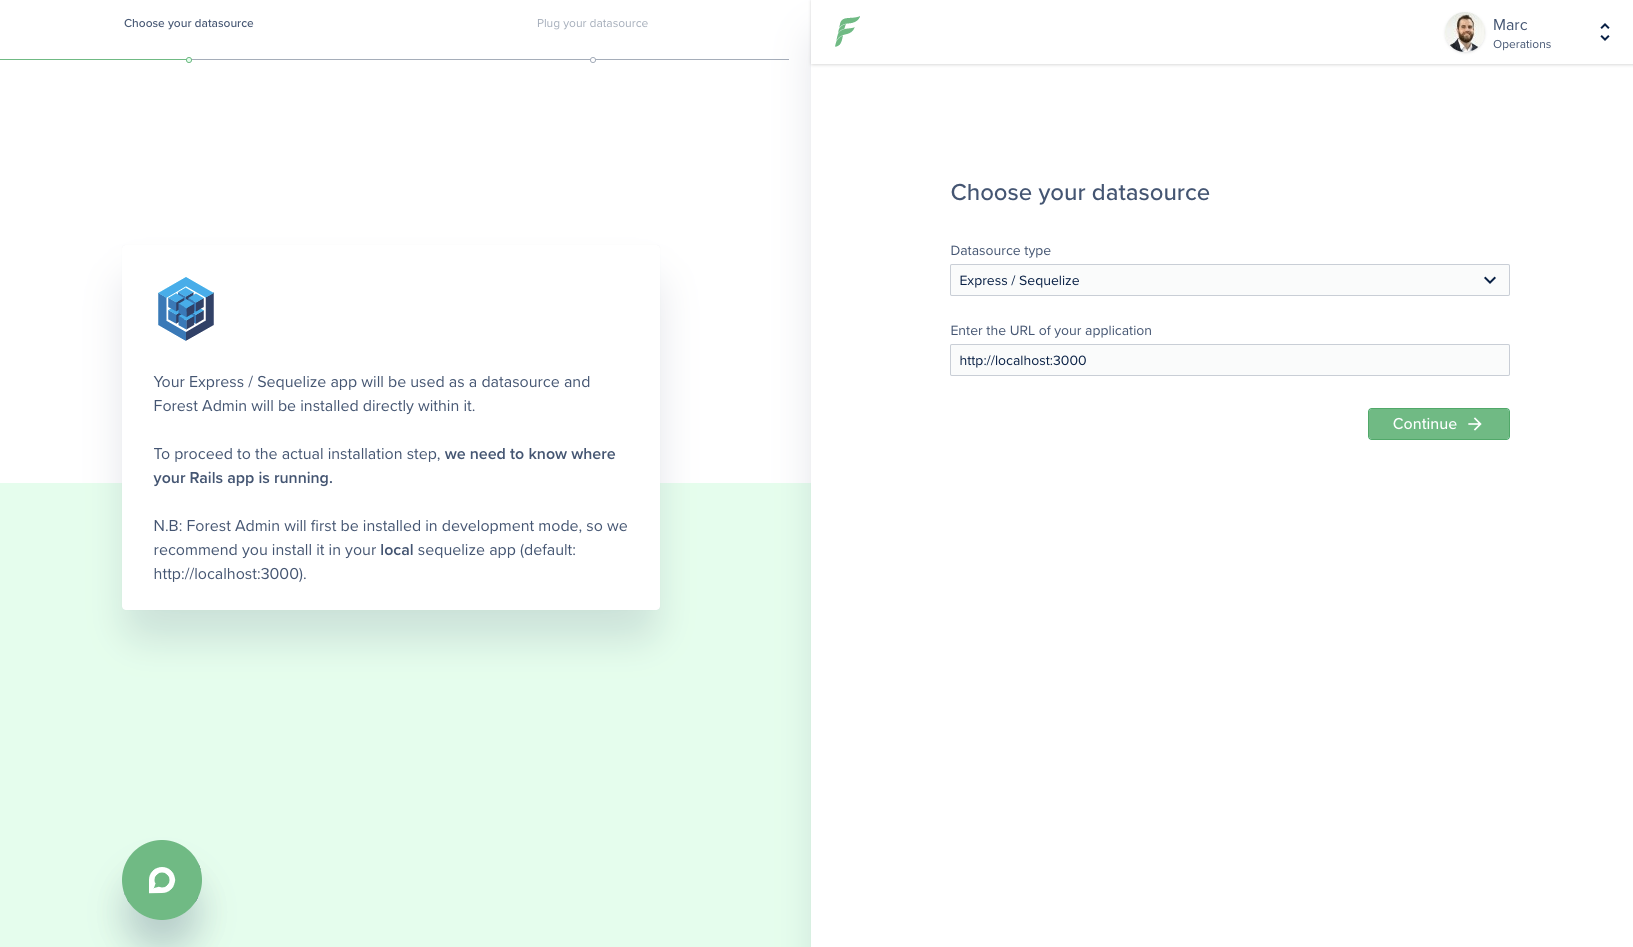 Choose your datasource
Plug your datasource
Your Express / Sequelize app will be used as a datasource and
Forest Admin will be installed directly within it.
To proceed to the actual installation step, we need to know where
your Rails app is running.
N.B: Forest Admin will first be installed in development mode, so we
recommend you install it in your local sequelize app (default:
http://localhost:3000).
Marc
Operations
Choose your datasource
Datasource type
Express / Sequelize
Enter the URL of your application
http://localhost:3000
Continue